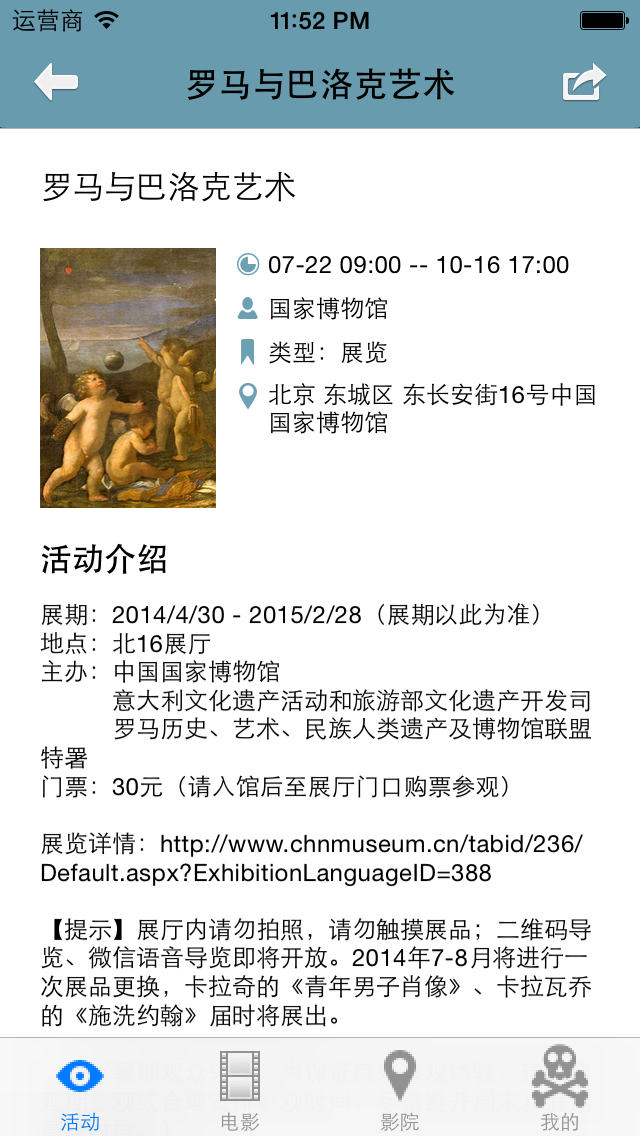 运营商 11:52 PM
罗马与巴洛克艺术
罗马与巴洛克艺术
07-22 09:00 -- 10-16 17:00
国家博物馆
类型：展览
北京 东城区 东长安街16号中国
国家博物馆
活动介绍
展期：2014/4/30 - 2015/2/28（展期以此为准）
地点：北16展厅
主办：中国国家博物馆
意大利文化遗产活动和旅游部文化遗产开发司
罗马历史、艺术、民族人类遗产及博物馆联盟
特署
门票：30元（请入馆后至展厅门口购票参观）
展览详情：http://www.chnmuseum.cn/tabid/236/
Default.aspx?ExhibitionLanguageID=388
【提示】展厅内请勿拍照，请勿触摸展品；二维码导
览、微信语音导览即将开放。2014年7-8月将进行一
次展品更换，卡拉奇的《青年男子肖像》、卡拉瓦乔
的《施洗约翰》届时将展出。
活动 电影 影院 我的